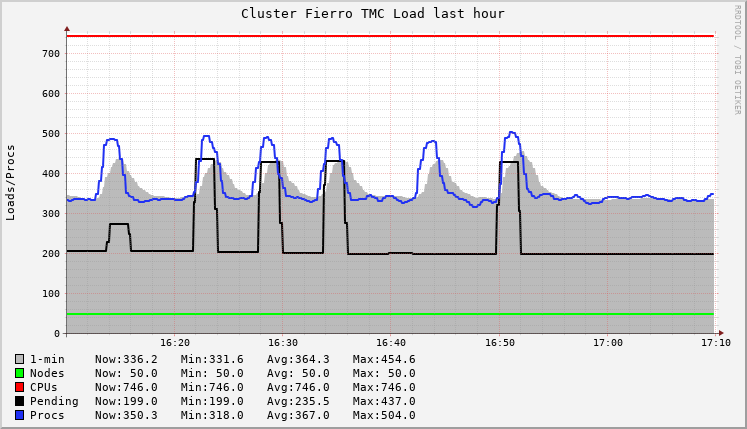 Cluster Fierro TMC Load last hour
RRDTOOL / TOBI OETIKER
Loads/Procs
700
600
500
400
300
200
100
0
16:20 16:30 16:40 16:50 17:00 17:10
1-min Now:336.2 Min:331.6 Avg:364.3 Max:454.6
Nodes Now: 50.0 Min: 50.0 Avg: 50.0 Max: 50.0
CPUs Now:746.0 Min:746.0 Avg:746.0 Max:746.0
Pending Now:199.0 Min:199.0 Avg:235.5 Max:437.0
Procs Now:350.3 Min:318.0 Avg:367.0 Max:504.0